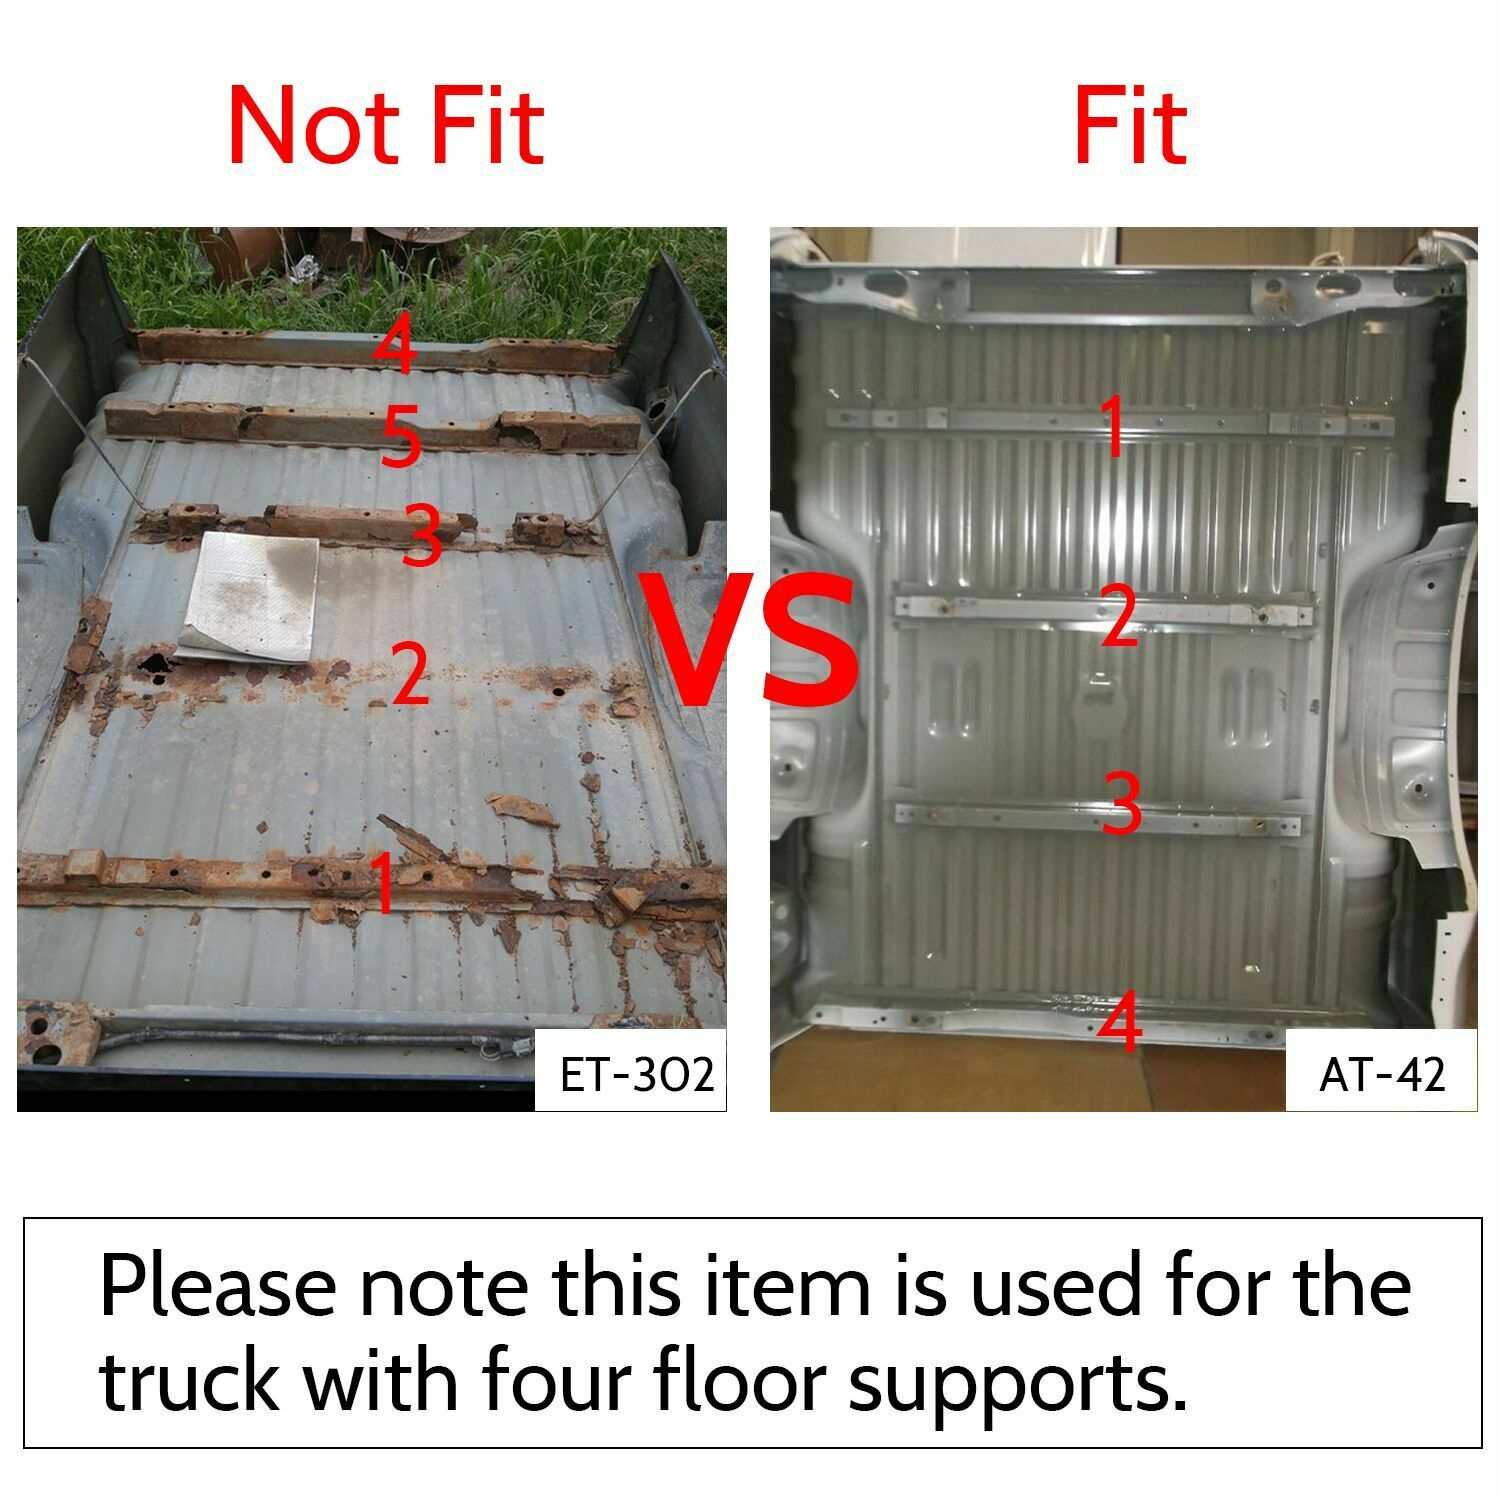 Not Fit
Fit
4
5
3
2
1
VS
1
2
3
4
ET-302
AT-42
Please note this item is used for the
truck with four floor supports.